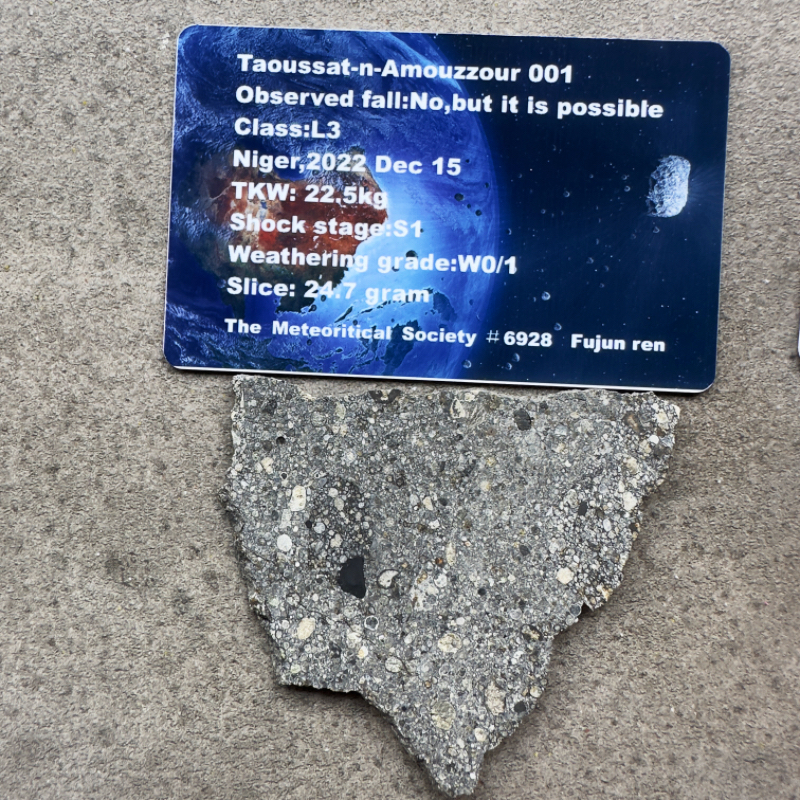 Taoussat-n-Amouzzour 001
Observed fall:No,but it is possible
Class:L3
Niger,2022 Dec 15
TKW: 22.5kg
Shock stage:S1
Weathering grade:W0/1
Slice: 24.7 gram
The Meteoritical Society #6928 Fujun ren